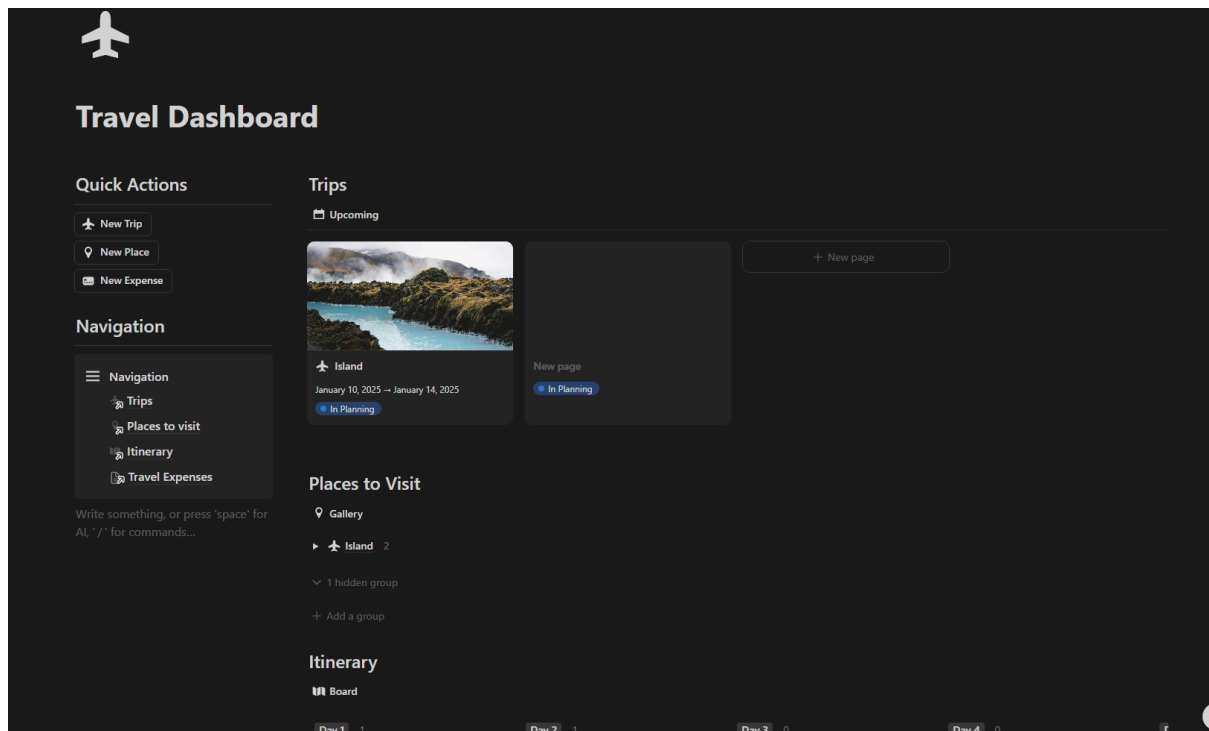 Travel Dashboard
Quick Actions
New Trip
New Place
New Expense
Navigation
Navigation
Trips
Places to visit
Itinerary
Travel Expenses
Write something, or press 'space' for
AI, '/' for commands...
Trips
Upcoming
Island
January 10, 2025 → January 14, 2025
In Planning
New page
In Planning
+ New page
Places to Visit
Gallery
Island 2
1 hidden group
+ Add a group
Itinerary
Board
Day 1 1 Day 2 1 Day 3 0 Day 4 0